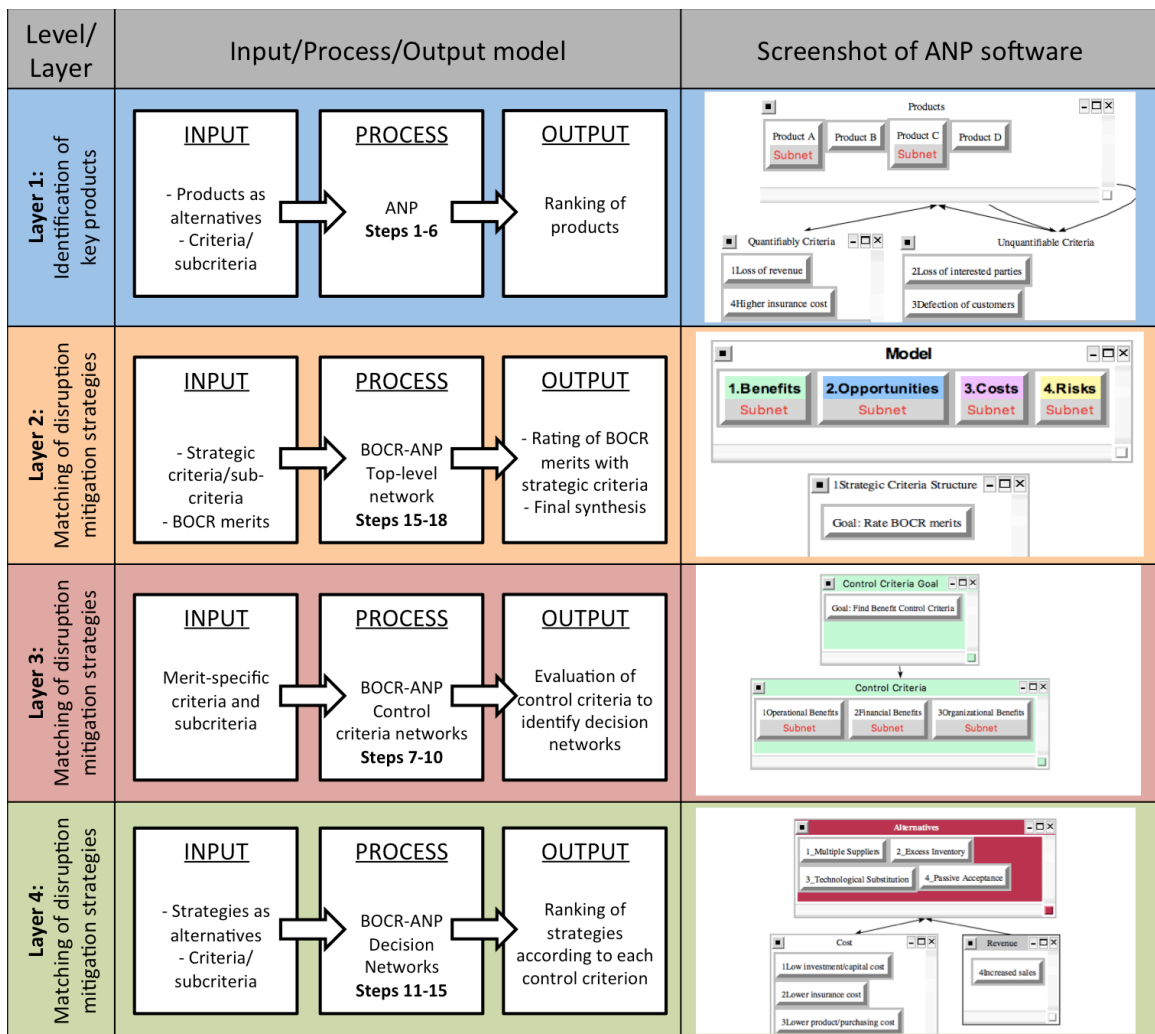 Level/
Layer
Input/Process/Output model
Screenshot of ANP software
Layer 1:
Identification of
key products
INPUT
- Products as
alternatives
- Criteria/
subcriteria
PROCESS
ANP
Steps 1-6
OUTPUT
Ranking of
products
Products
Product A
Subnet
Product B
Product C
Subnet
Product D
Quantifiably Criteria
1Loss of revenue
4Higher insurance cost
Unquantifiable Criteria
2Loss of interested parties
3Defection of customers
Layer 2:
Matching of disruption
mitigation strategies
INPUT
- Strategic
criteria/sub-
criteria
- BOCR merits
PROCESS
BOCR-ANP
Top-level
network
Steps 15-18
OUTPUT
- Rating of BOCR
merits with
strategic criteria
- Final synthesis
Model
1.Benefits
Subnet
2.Opportunities
Subnet
3.Costs
Subnet
4.Risks
Subnet
1Strategic Criteria Structure
Goal: Rate BOCR merits
Layer 3:
Matching of disruption
mitigation strategies
INPUT
Merit-specific
criteria and
subcriteria
PROCESS
BOCR-ANP
Control
criteria networks
Steps 7-10
OUTPUT
Evaluation of
control criteria to
identify decision
networks
Control Criteria Goal
Goal: Find Benefit Control Criteria
Control Criteria
1Operational Benefits
Subnet
2Financial Benefits
Subnet
3Organizational Benefits
Subnet
Layer 4:
Matching of disruption
mitigation strategies
INPUT
- Strategies as
alternatives
- Criteria/
subcriteria
PROCESS
BOCR-ANP
Decision
Networks
Steps 11-15
OUTPUT
Ranking of
strategies
according to each
control criterion
Alternatives
1_Multiple Suppliers
2_Excess Inventory
3_Technological Substitution
4_Passive Acceptance
Cost
1Low investment/capital cost
2Lower insurance cost
3Lower product/purchasing cost
Revenue
4Increased sales